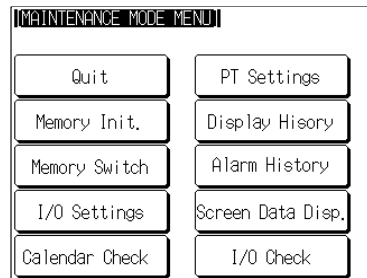 [MAINTENANCE MODE MENU]
Quit
PT Settings
Memory Init.
Display Hisory
Memory Switch
Alarm History
I/O Settings
Screen Data Disp.
Calendar Check
I/O Check